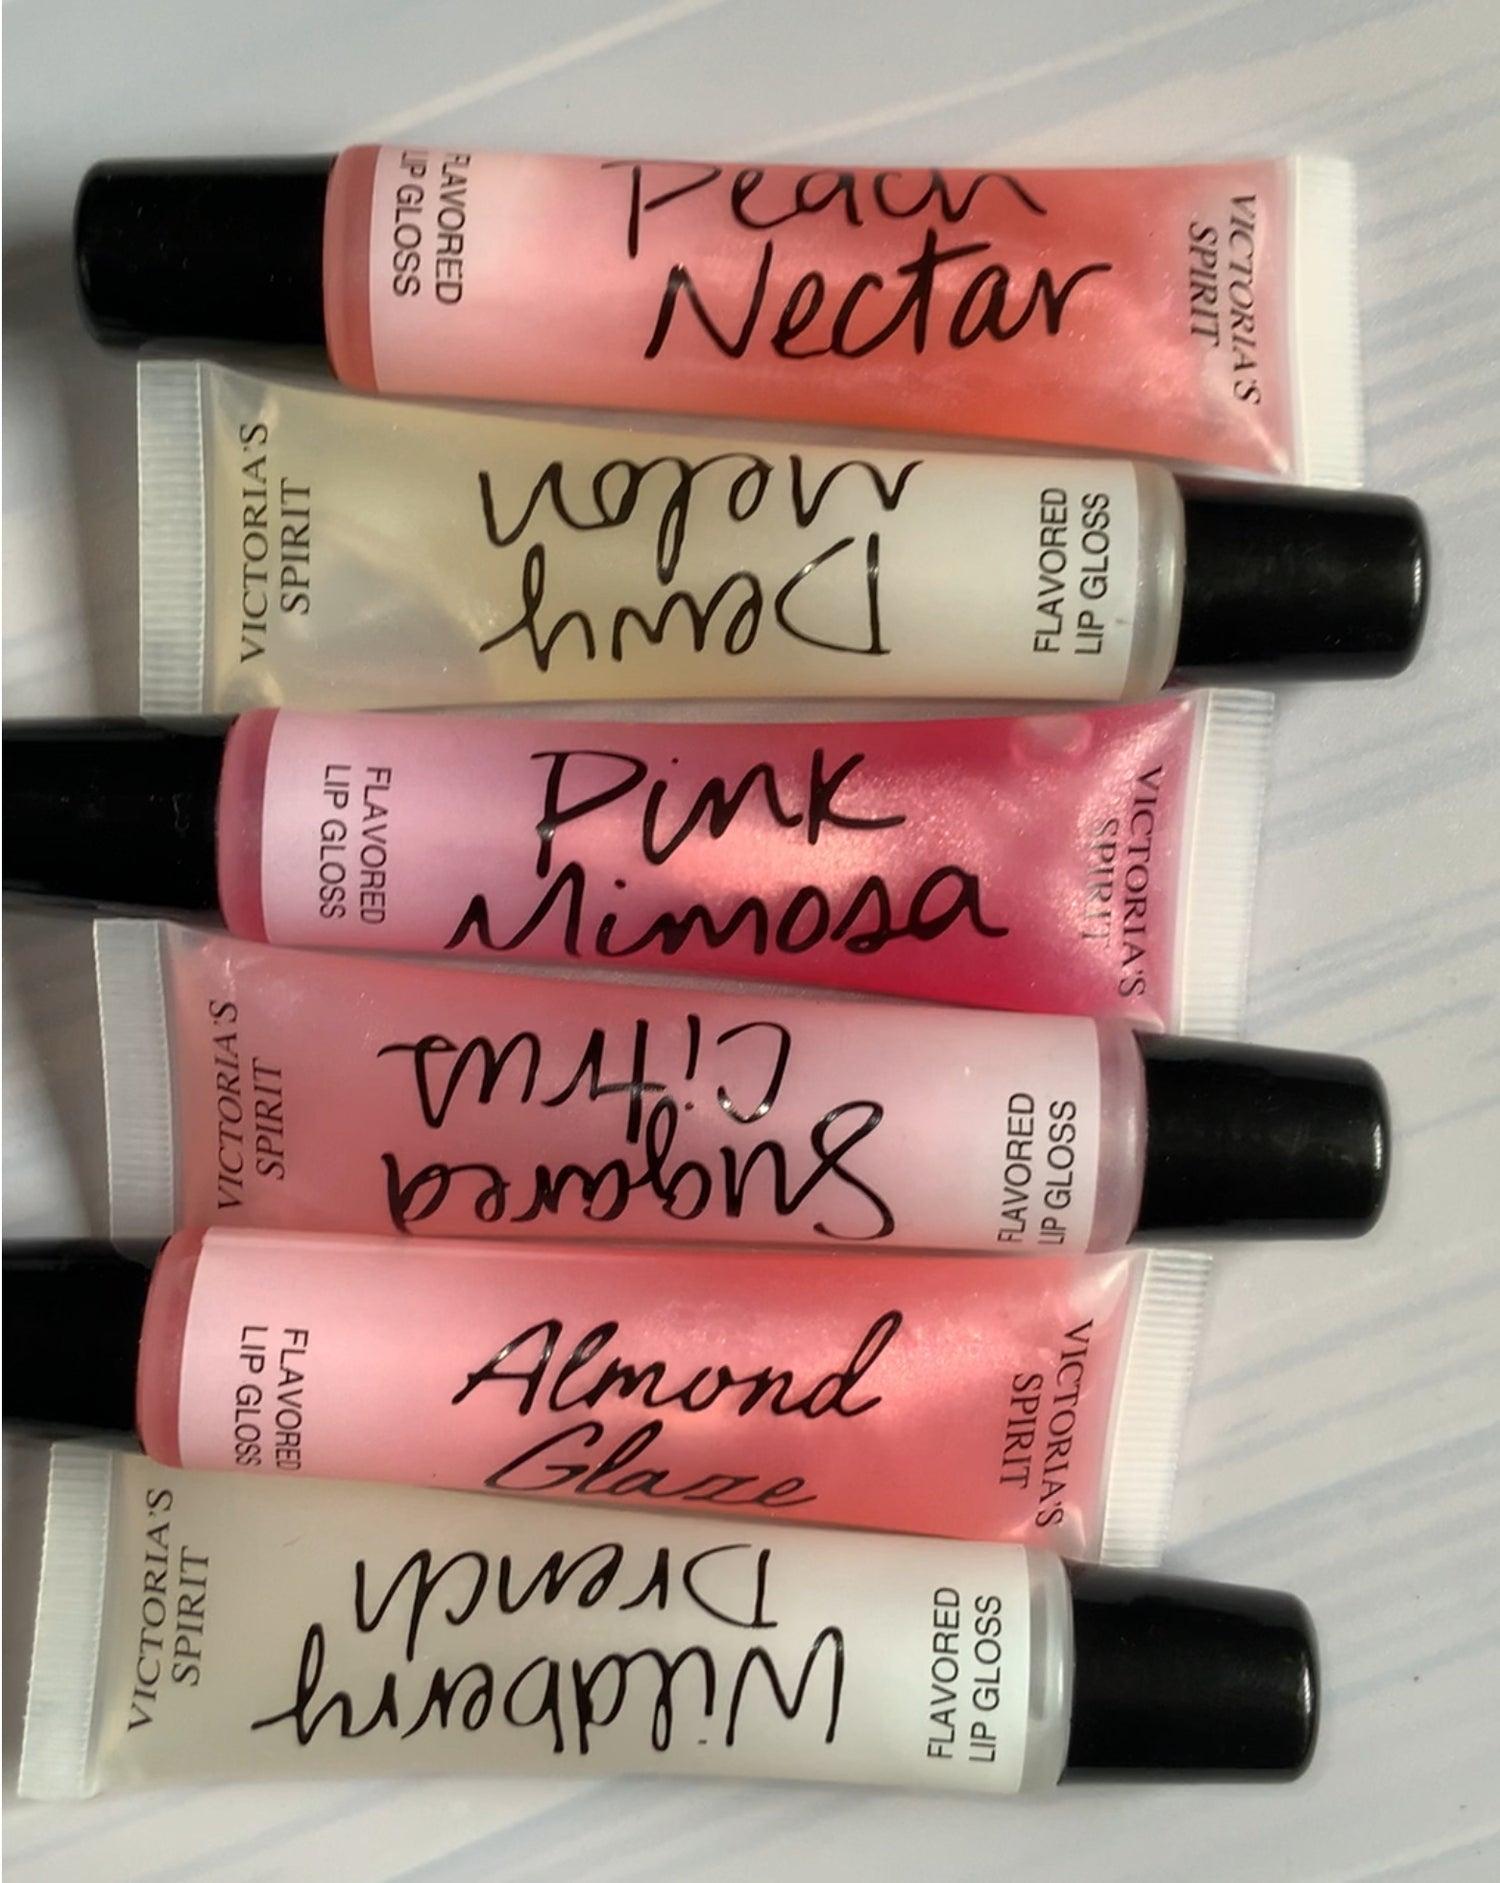 FLAVORED
LIP GLOSS
Peach
Nectar
VICTORIA'S
SPIRIT
VICTORIA'S
SPIRIT
Dewy
Melon
FLAVORED
LIP GLOSS
FLAVORED
LIP GLOSS
Pink
Mimosa
VICTORIA'S
SPIRIT
VICTORIA'S
SPIRIT
Sugared
Citrus
FLAVORED
LIP GLOSS
FLAVORED
LIP GLOSS
Almond
Glaze
VICTORIA'S
SPIRIT
VICTORIA'S
SPIRIT
Wildberry
Drench
FLAVORED
LIP GLOSS